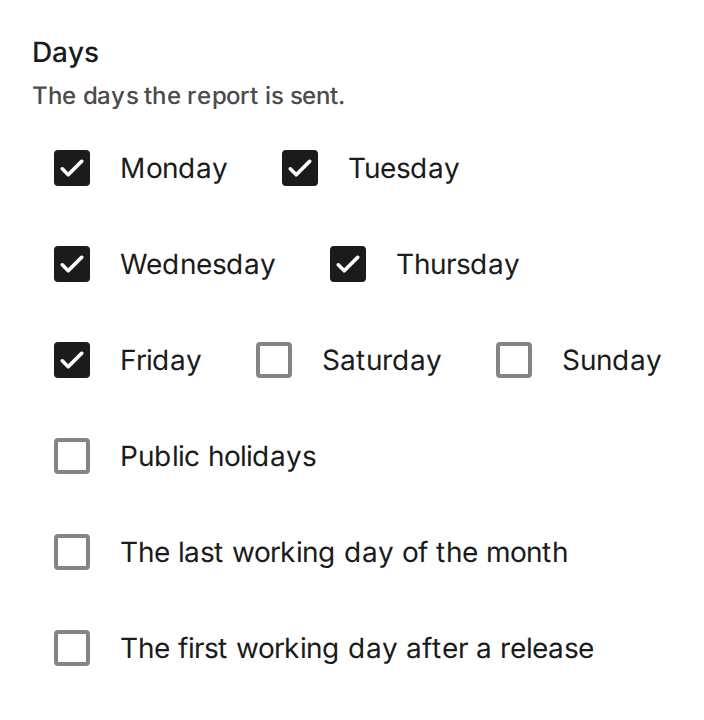 Days
The days the report is sent.
Monday Tuesday
Wednesday Thursday
Friday Saturday Sunday
Public holidays
The last working day of the month
The first working day after a release